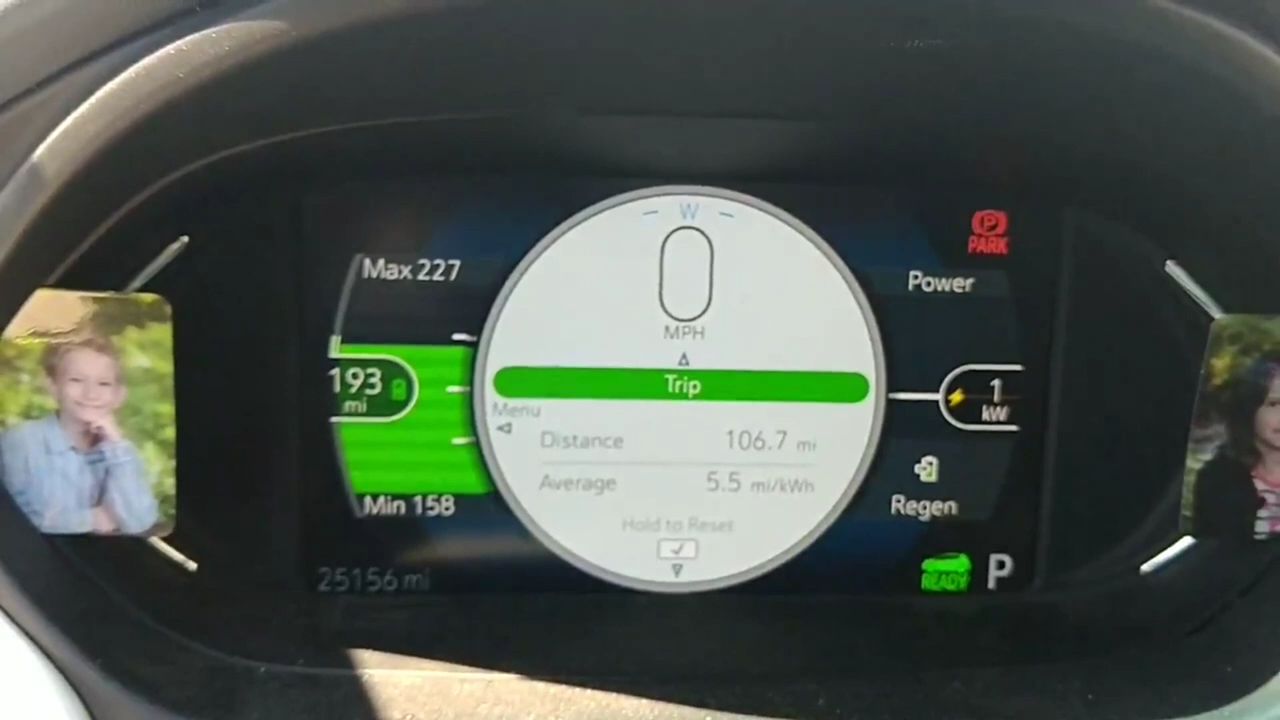 W
0
MPH
Max 227
193
mi
Min 158
25156 mi
Trip
Menu
Distance 106.7 mi
Average 5.5 mi/kWh
Hold to Reset
P
PARK
Power
1
kW
Regen
READY
P